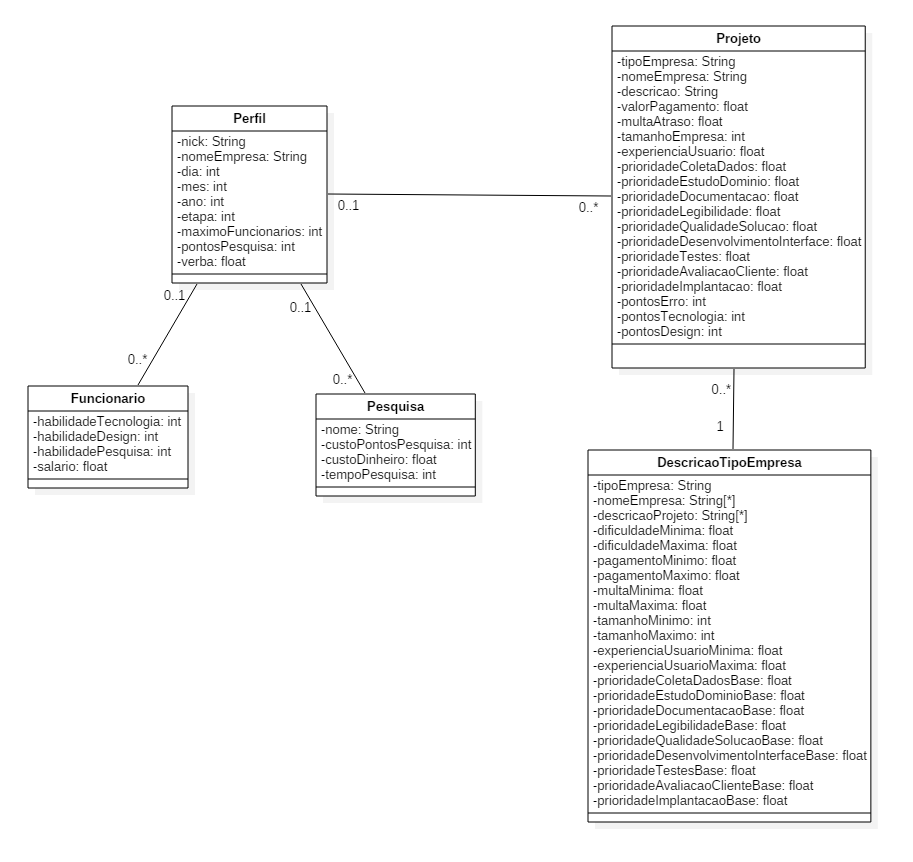 Projeto
-tipoEmpresa: String
-nomeEmpresa: String
-descricao: String
-valorPagamento: float
-multaAtraso: float
-tamanhoEmpresa: int
-experienciaUsuario: float
-prioridadeColetaDados: float
-prioridadeEstudoDominio: float
-prioridadeDocumentacao: float
-prioridadeLegibilidade: float
-prioridadeQualidadeSolucao: float
-prioridadeDesenvolvimentoInterface: float
-prioridadeTestes: float
-prioridadeAvaliacaoCliente: float
-prioridadeImplantacao: float
-pontosErro: int
-pontosTecnologia: int
-pontosDesign: int
Perfil
-nick: String
-nomeEmpresa: String
-dia: int
-mes: int
-ano: int
-etapa: int
-maximoFuncionarios: int
-pontosPesquisa: int
-verba: float
0..1
0..*
0..1
0..1
0..*
0..*
Funcionario
-habilidadeTecnologia: int
-habilidadeDesign: int
-habilidadePesquisa: int
-salario: float
Pesquisa
-nome: String
-custoPontosPesquisa: int
-custoDinheiro: float
-tempoPesquisa: int
0..*
1
DescricaoTipoEmpresa
-tipoEmpresa: String
-nomeEmpresa: String[*]
-descricaoProjeto: String[*]
-dificuldadeMinima: float
-dificuldadeMaxima: float
-pagamentoMinimo: float
-pagamentoMaximo: float
-multaMinima: float
-multaMaxima: float
-tamanhoMinimo: int
-tamanhoMaximo: int
-experienciaUsuarioMinima: float
-experienciaUsuarioMaxima: float
-prioridadeColetaDadosBase: float
-prioridadeEstudoDominioBase: float
-prioridadeDocumentacaoBase: float
-prioridadeLegibilidadeBase: float
-prioridadeQualidadeSolucaoBase: float
-prioridadeDesenvolvimentoInterfaceBase: float
-prioridadeTestesBase: float
-prioridadeAvaliacaoClienteBase: float
-prioridadeImplantacaoBase: float